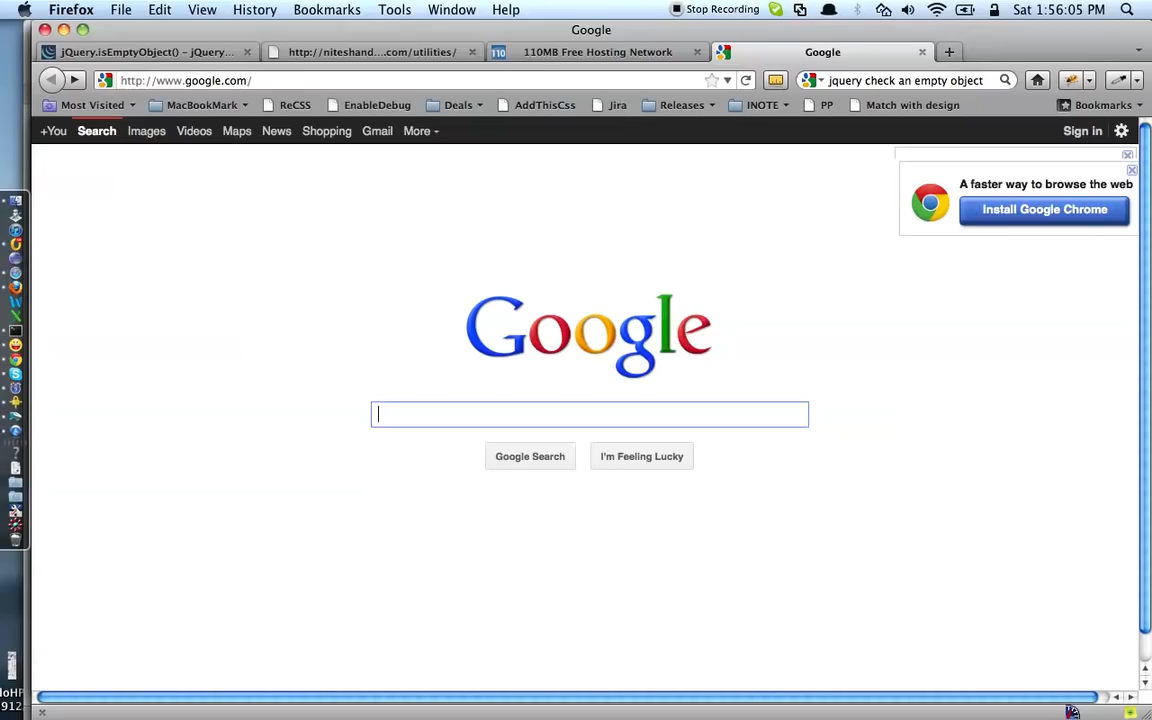 Firefox File Edit View History Bookmarks Tools Window Help Stop Recording Sat 1:56:05 PM
Google
jQuery.isEmptyObject() – jQuery... http://niteshand....com/utilities/ 110 110MB Free Hosting Network Google
http://www.google.com/ jquery check an empty object
Most Visited MacBookMark ReCSS EnableDebug Deals AddThisCss Jira Releases INOTE PP Match with design Bookmarks
+You Search Images Videos Maps News Shopping Gmail More Sign in
A faster way to browse the web
Install Google Chrome
Google
Google Search I'm Feeling Lucky
912